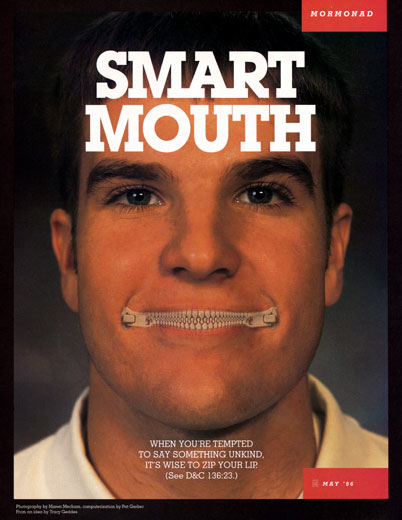 MORMONAD
SMART
MOUTH
WHEN YOU'RE TEMPTED
TO SAY SOMETHING UNKIND,
IT'S WISE TO ZIP YOUR LIP.
(See D&C 136:23.)
MAY '96
Photography by Maren Mecham, computerization by Pat Gerber
From an idea by Tracy Geddes